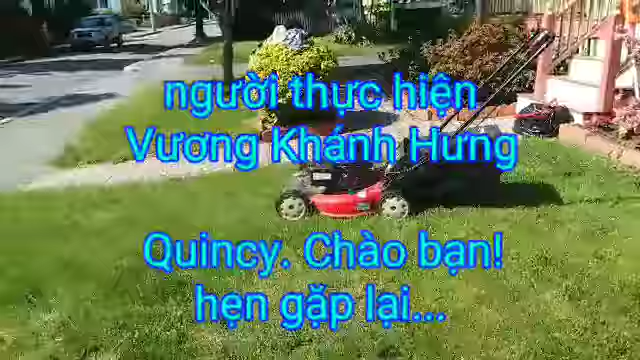 người thực hiện
Vương Khánh Hưng
Quincy. Chào bạn!
hẹn gặp lại...